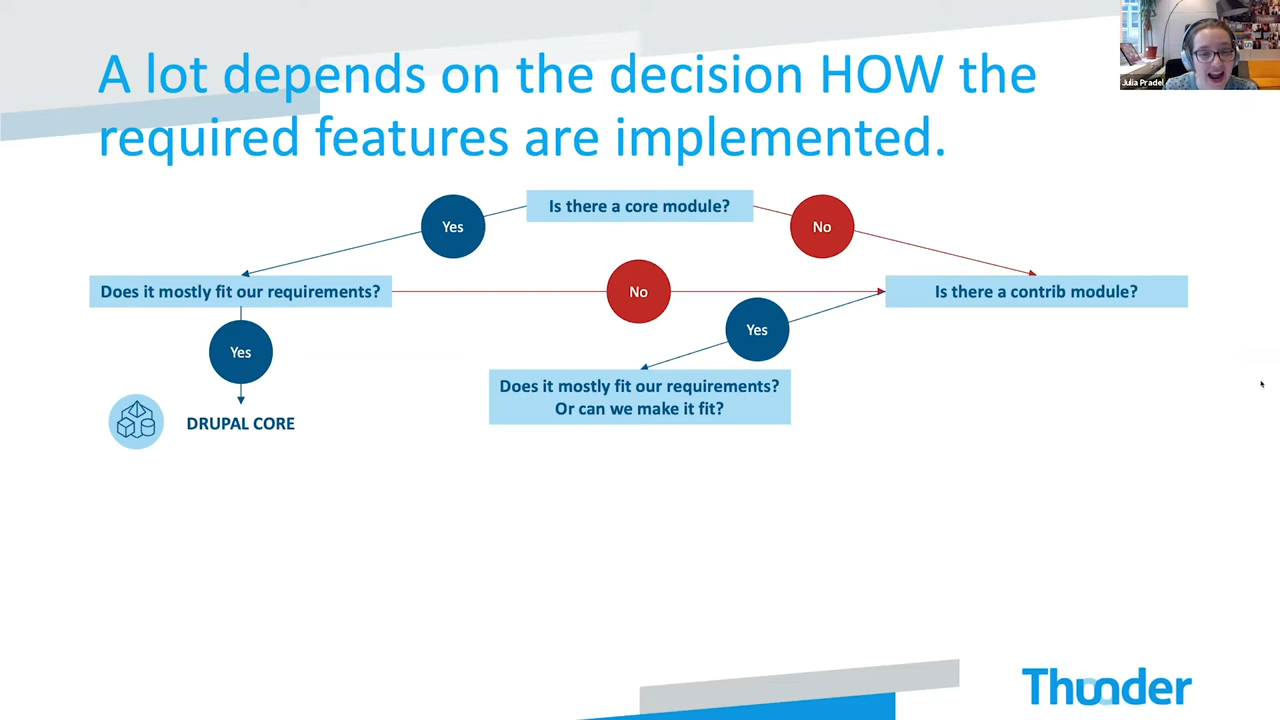 A lot depends on the decision HOW the
required features are implemented.
Julia Pradel
Is there a core module?
Yes
No
Does it mostly fit our requirements?
No
Is there a contrib module?
Yes
Yes
Does it mostly fit our requirements?
Or can we make it fit?
DRUPAL CORE
Thunder